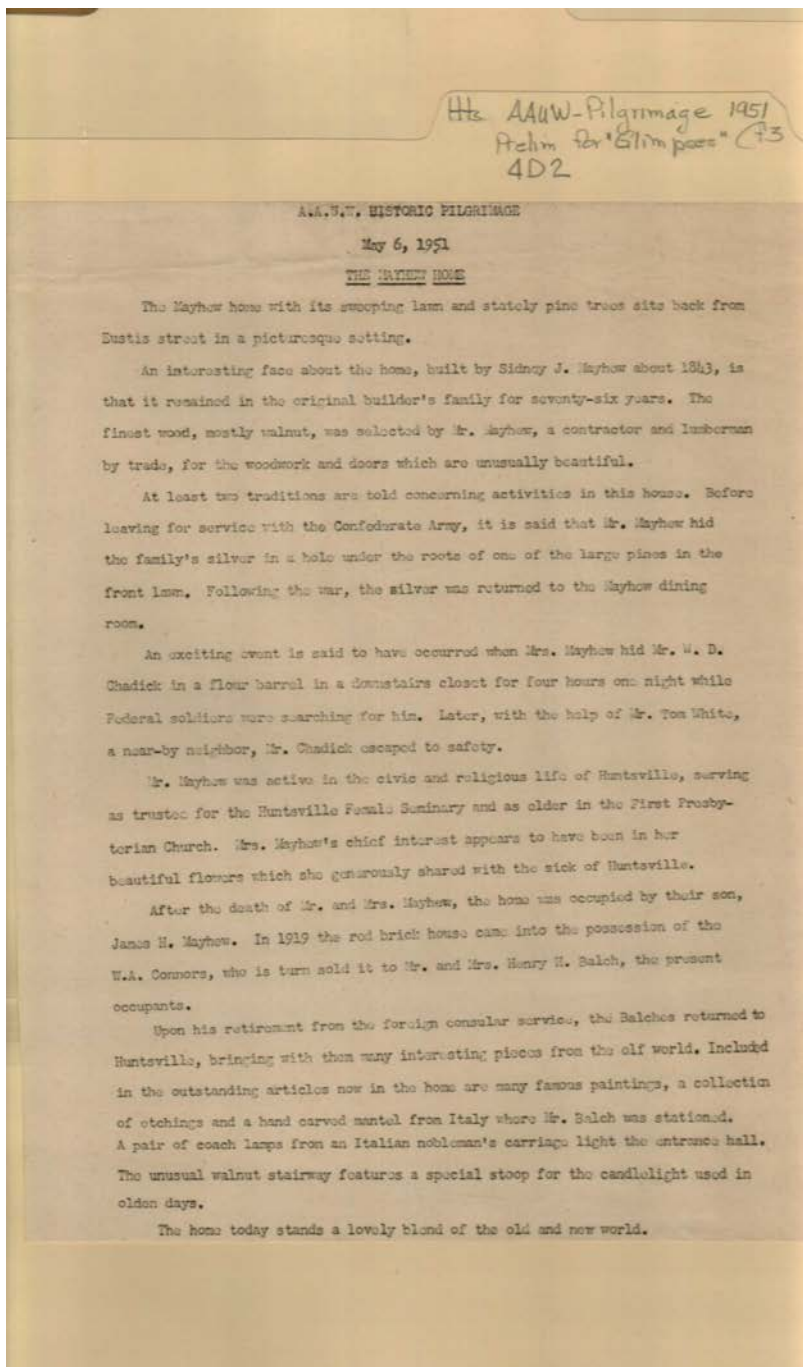 Hts AAUW-Pilgrimage 1951
Prelim for "Glimpses"
4D2
A.A.U.W. HISTORIC PILGRIMAGE
May 6, 1951
THE MAYHEW HOME
The Mayhew home with its sweeping lawn and stately pine trees sits back from
Eustis street in a picturesque setting.
An interesting face about the home, built by Sidney J. Mayhew about 1843, is
that it remained in the original builder's family for seventy-six years. The
finest wood, mostly walnut, was selected by Mr. Mayhew, a contractor and lumberman
by trade, for the woodwork and doors which are unusually beautiful.
At least two traditions are told concerning activities in this house. Before
leaving for service with the Confederate Army, it is said that Mr. Mayhew hid
the family's silver in a hole under the roots of one of the large pines in the
front lawn. Following the war, the silver was returned to the Mayhew dining
room.
An exciting event is said to have occurred when Mrs. Mayhew hid Mr. W. D.
Chadick in a flour barrel in a downstairs closet for four hours one night while
Federal soldiers were searching for him. Later, with the help of Mr. Tom White,
a near-by neighbor, Mr. Chadick escaped to safety.
Mr. Mayhew was active in the civic and religious life of Huntsville, serving
as trustee for the Huntsville Female Seminary and as elder in the First Presby-
terian Church. Mrs. Mayhew's chief interest appears to have been in her
beautiful flowers which she generously shared with the sick of Huntsville.
After the death of Mr. and Mrs. Mayhew, the home was occupied by their son,
James H. Mayhew. In 1919 the red brick house came into the possession of the
W.A. Connors, who is turn sold it to Mr. and Mrs. Henry H. Balch, the present
occupants.
Upon his retirement from the foreign consular service, the Balches returned to
Huntsville, bringing with them many interesting pieces from the olf world. Included
in the outstanding articles now in the home are many famous paintings, a collection
of etchings and a hand carved mantel from Italy where Mr. Balch was stationed.
A pair of coach lamps from an Italian nobleman's carriage light the entrance hall.
The unusual walnut stairway features a special stoop for the candlelight used in
olden days.
The home today stands a lovely blend of the old and new world.